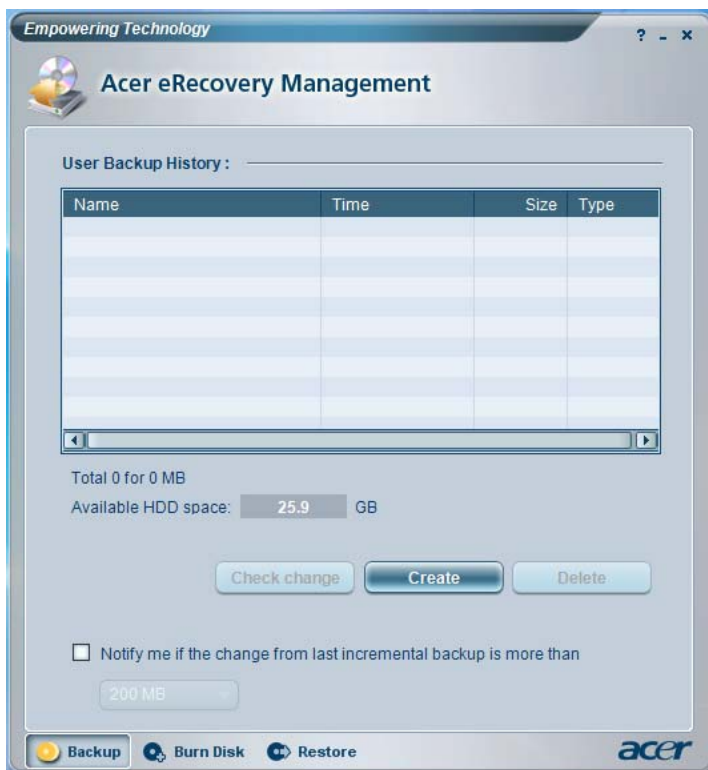 Empowering Technology
? - ×
Acer eRecovery Management
User Backup History :
Name Time Size Type
Total 0 for 0 MB
Available HDD space: 25.9 GB
Check change Create Delete
Notify me if the change from last incremental backup is more than
200 MB
Backup Burn Disk Restore acer